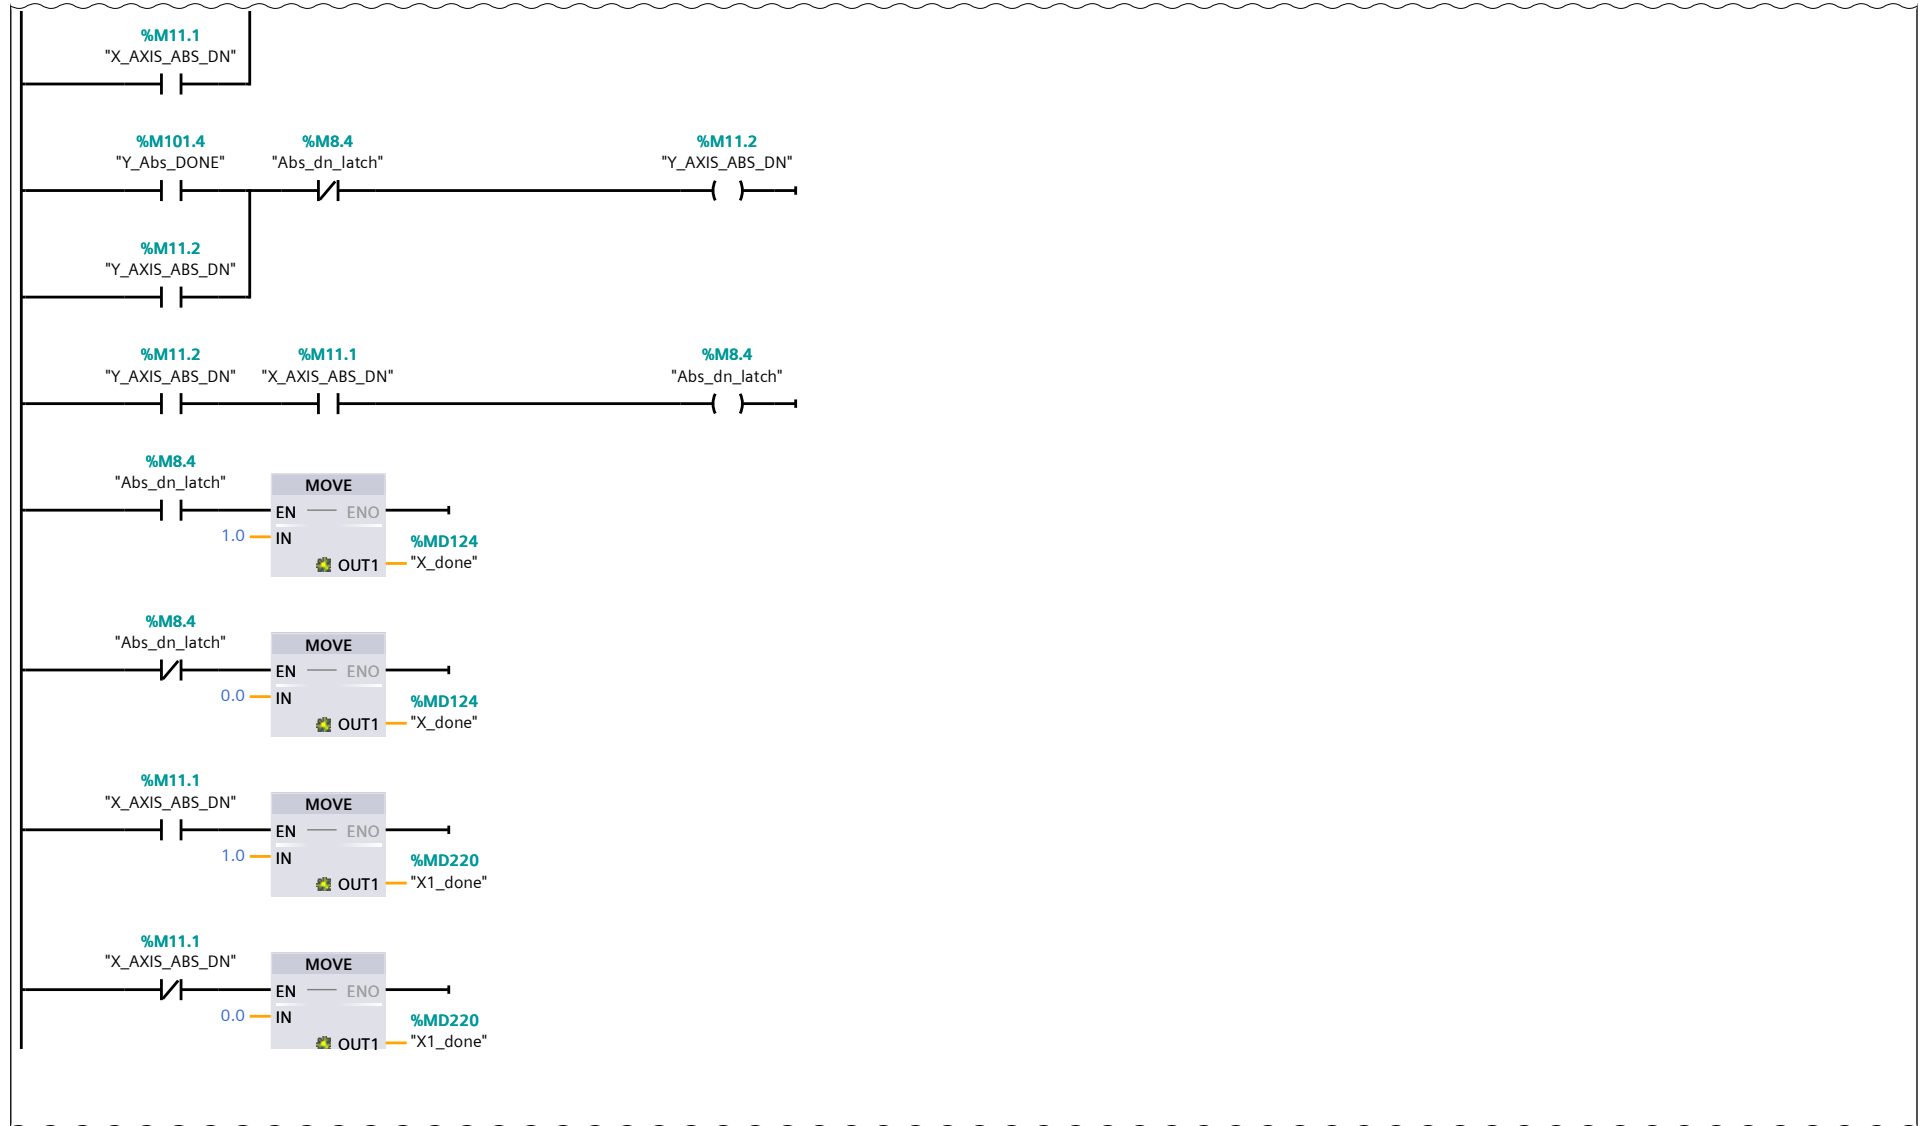 %M11.1
"X_AXIS_ABS_DN"
%M101.4 %M8.4 %M11.2
"Y_Abs_DONE" "Abs_dn_latch" "Y_AXIS_ABS_DN"
%M11.2
"Y_AXIS_ABS_DN"
%M11.2 %M11.1 %M8.4
"Y_AXIS_ABS_DN" "X_AXIS_ABS_DN" "Abs_dn_latch"
%M8.4
"Abs_dn_latch"
MOVE
EN ENO
1.0 IN
%MD124
OUT1 "X_done"
%M8.4
"Abs_dn_latch"
MOVE
EN ENO
0.0 IN
%MD124
OUT1 "X_done"
%M11.1
"X_AXIS_ABS_DN"
MOVE
EN ENO
1.0 IN
%MD220
OUT1 "X1_done"
%M11.1
"X_AXIS_ABS_DN"
MOVE
EN ENO
0.0 IN
%MD220
OUT1 "X1_done"